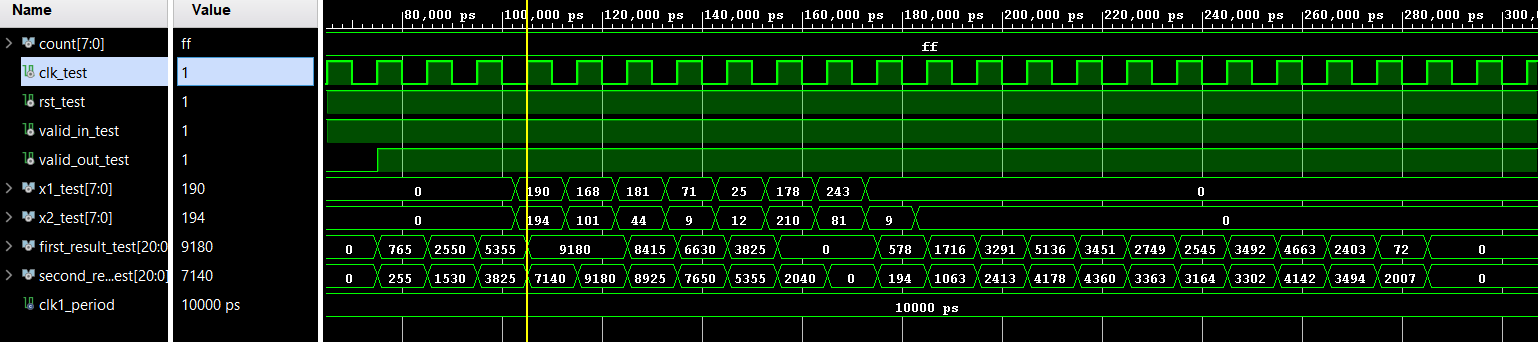 Name Value 80,000 ps 100,000 ps 120,000 ps 140,000 ps 160,000 ps 180,000 ps 200,000 ps 220,000 ps 240,000 ps 260,000 ps 280,000 ps 300,0
count[7:0] ff ff
clk_test 1
rst_test 1
valid_in_test 1
valid_out_test 1
x1_test[7:0] 190 0 190 168 181 71 25 178 243 0
x2_test[7:0] 194 0 194 101 44 9 12 210 81 9 0
first_result_test[20:0 9180 0 765 2550 5355 9180 8415 6630 3825 0 578 1716 3291 5136 3451 2749 2545 3492 4663 2403 72 0
second_re...est[20:0] 7140 0 255 1530 3825 7140 9180 8925 7650 5355 2040 0 194 1063 2413 4178 4360 3363 3164 3302 4142 3494 2007 0
clk1_period 10000 ps 10000 ps